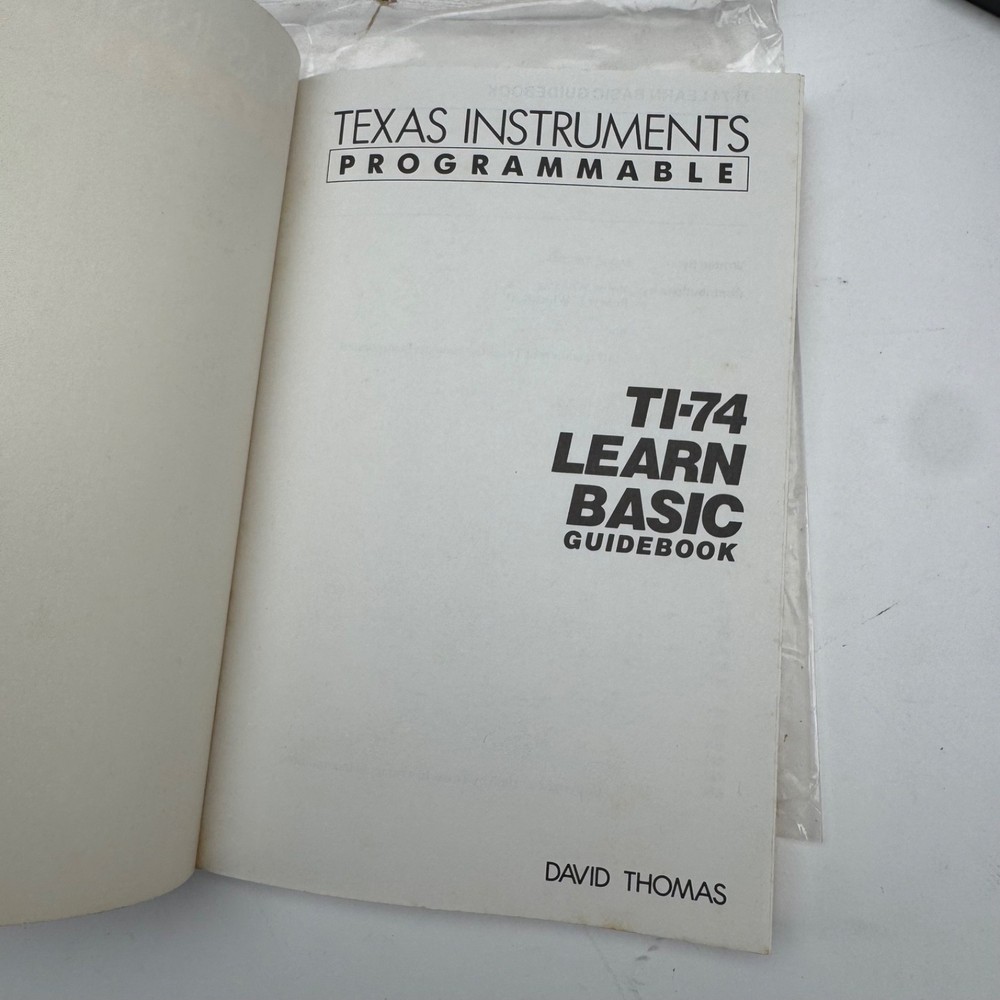 TEXAS INSTRUMENTS
PROGRAMMABLE
TI-74
LEARN
BASIC
GUIDEBOOK
DAVID THOMAS